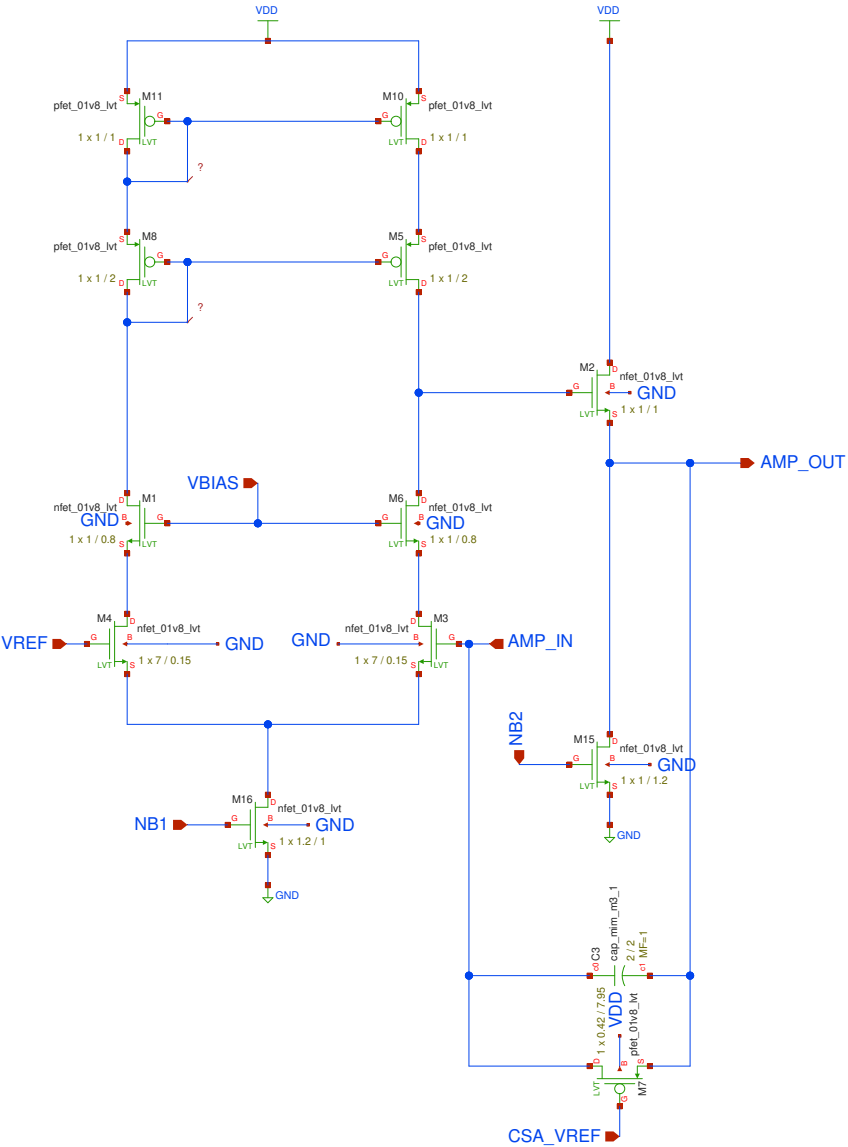 VDD
VDD
M11
S
pfet_01v8_lvt
G
1 x 1 / 1
D
LVT
M10
S
pfet_01v8_lvt
G
1 x 1 / 1
D
LVT
?
M8
S
pfet_01v8_lvt
G
1 x 1 / 2
D
LVT
M5
S
pfet_01v8_lvt
G
1 x 1 / 2
D
LVT
?
M2
D
nfet_01v8_lvt
G
B
GND
1 x 1 / 1
S
LVT
AMP_OUT
VBIAS
M1
D
nfet_01v8_lvt
GND
B
G
1 x 1 / 0.8
S
LVT
M6
D
nfet_01v8_lvt
G
B
GND
1 x 1 / 0.8
S
LVT
M4
D
nfet_01v8_lvt
VREF
G
B
GND
1 x 7 / 0.15
S
LVT
M3
D
nfet_01v8_lvt
GND
B
G
AMP_IN
1 x 7 / 0.15
S
LVT
NB2
M15
D
nfet_01v8_lvt
G
B
GND
1 x 1 / 1.2
S
LVT
GND
M16
D
nfet_01v8_lvt
NB1
G
B
GND
1 x 1.2 / 1
S
LVT
GND
C3
cap_mim_m3_1
2 / 2
MF=1
c0
c1
1 x 0.42 / 7.95
VDD
pfet_01v8_lvt
D
B
S
LVT
G
M7
CSA_VREF